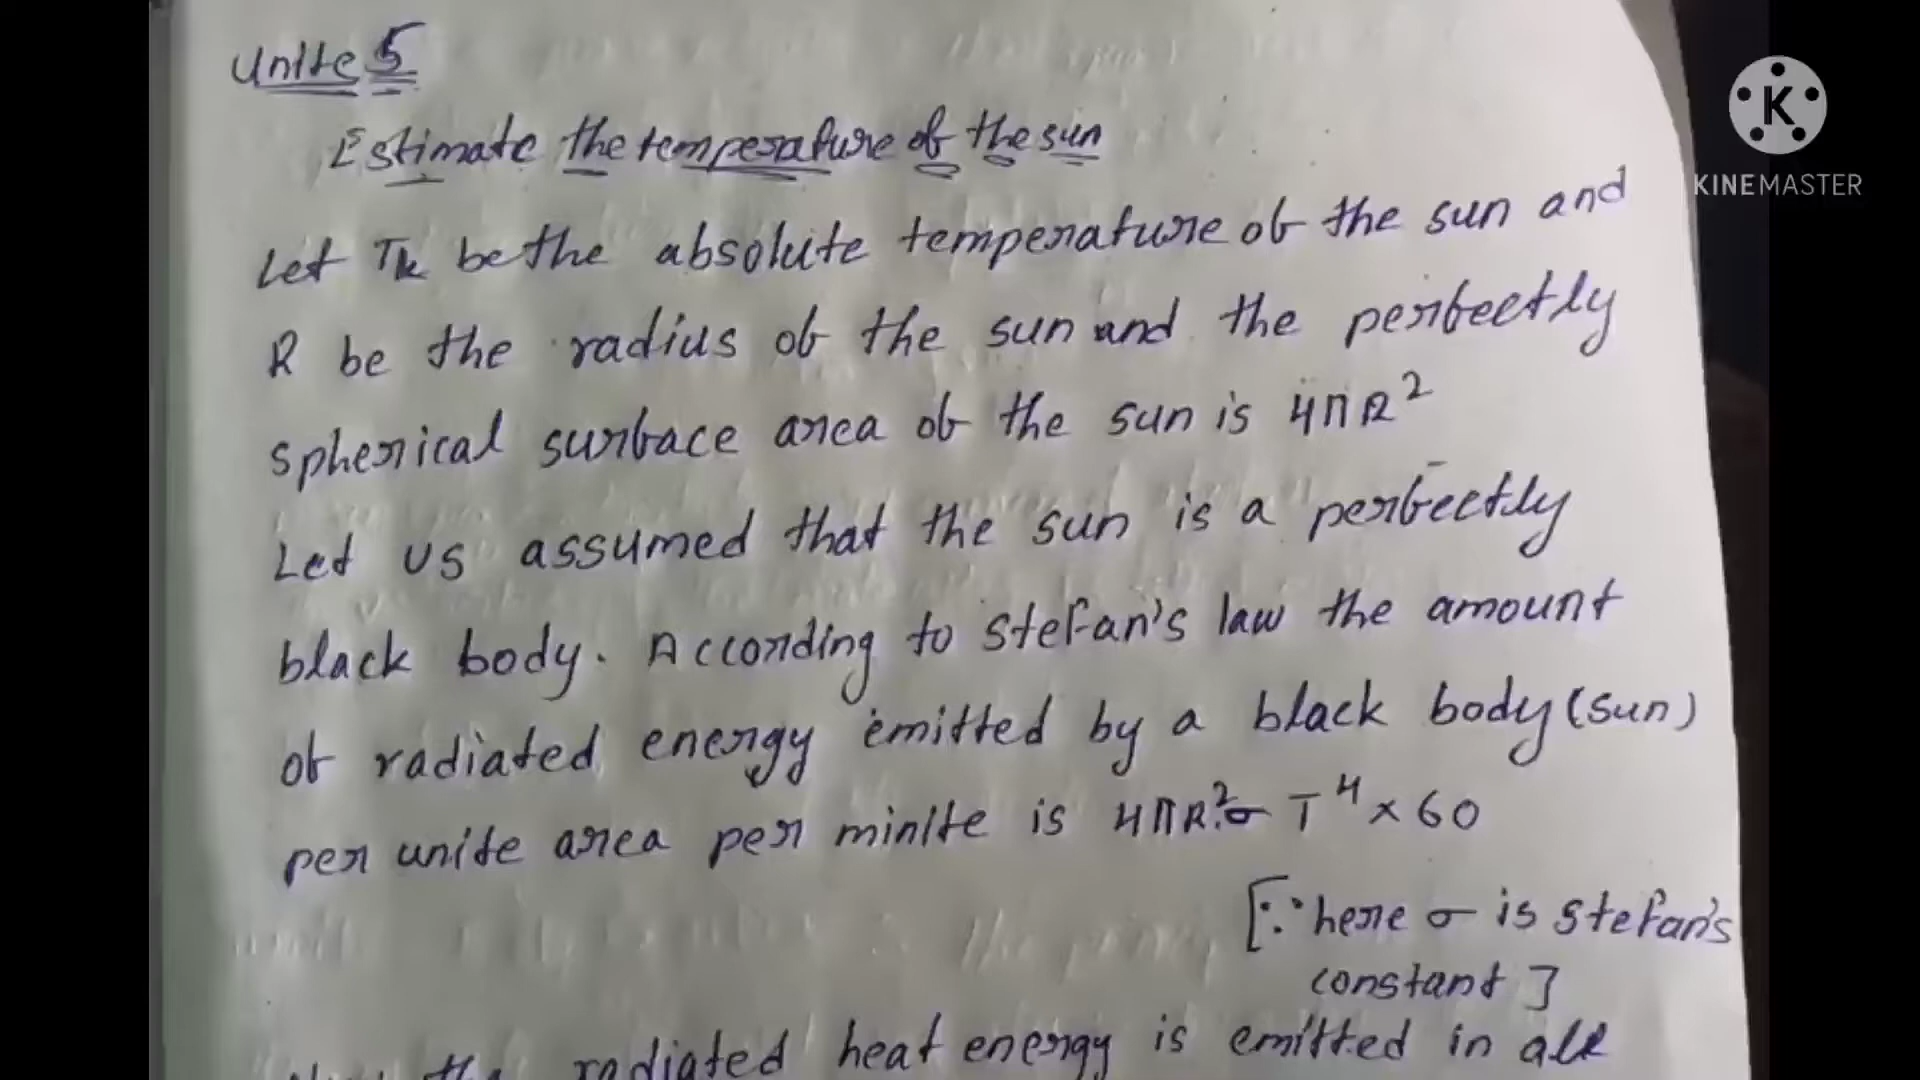 Unite 5
Estimate the temperature of the sun
Let Tk be the absolute temperature of the sun and
R be the radius of the sun and the perfectly
spherical surface area of the sun is 4πR²
Let us assumed that the sun is a perfectly
black body. According to stefan's law the amount
of radiated energy emitted by a black body (sun)
per unite area per minite is 4πR².σ T⁴ × 60
[∵ here σ is stefan's
constant]
the radiated heat energy is emitted in all
K
KINEMASTER